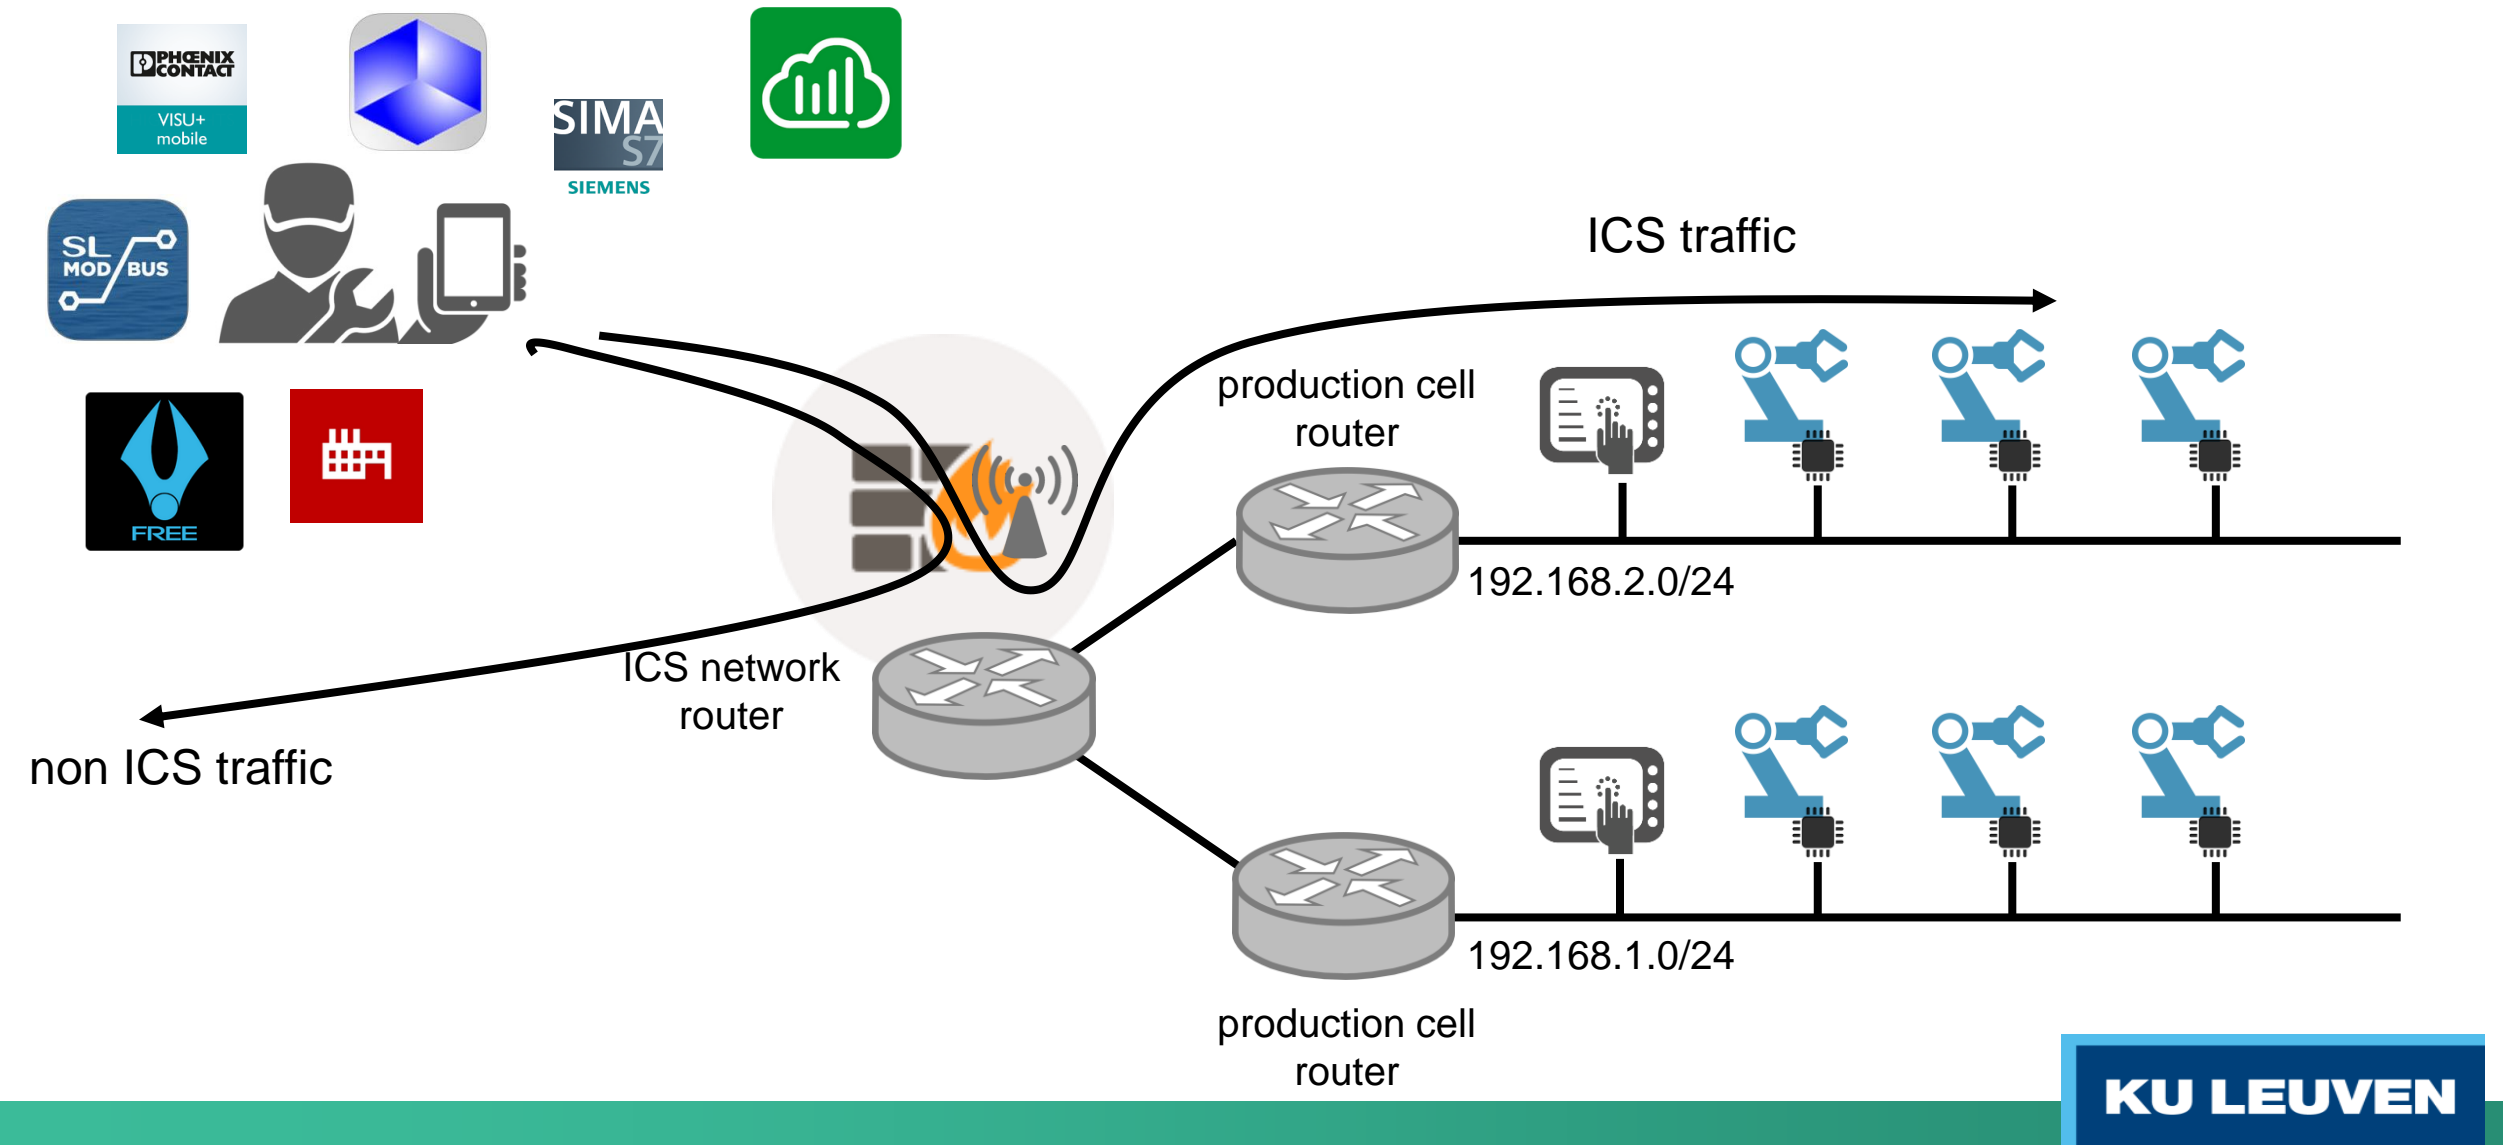 PHŒNIX
CONTACT
VISU+
mobile
SIMA
S7
SIEMENS
SL
MOD BUS
FREE
ICS traffic
production cell
router
192.168.2.0/24
ICS network
router
non ICS traffic
192.168.1.0/24
production cell
router
KU LEUVEN